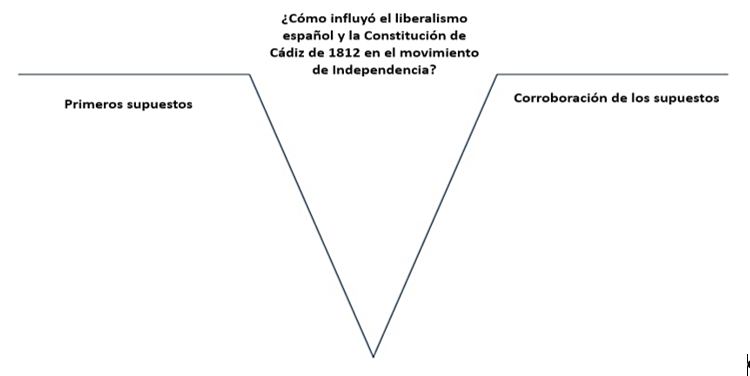 ¿Cómo influyó el liberalismo
español y la Constitución de
Cádiz de 1812 en el movimiento
de Independencia?
Primeros supuestos
Corroboración de los supuestos